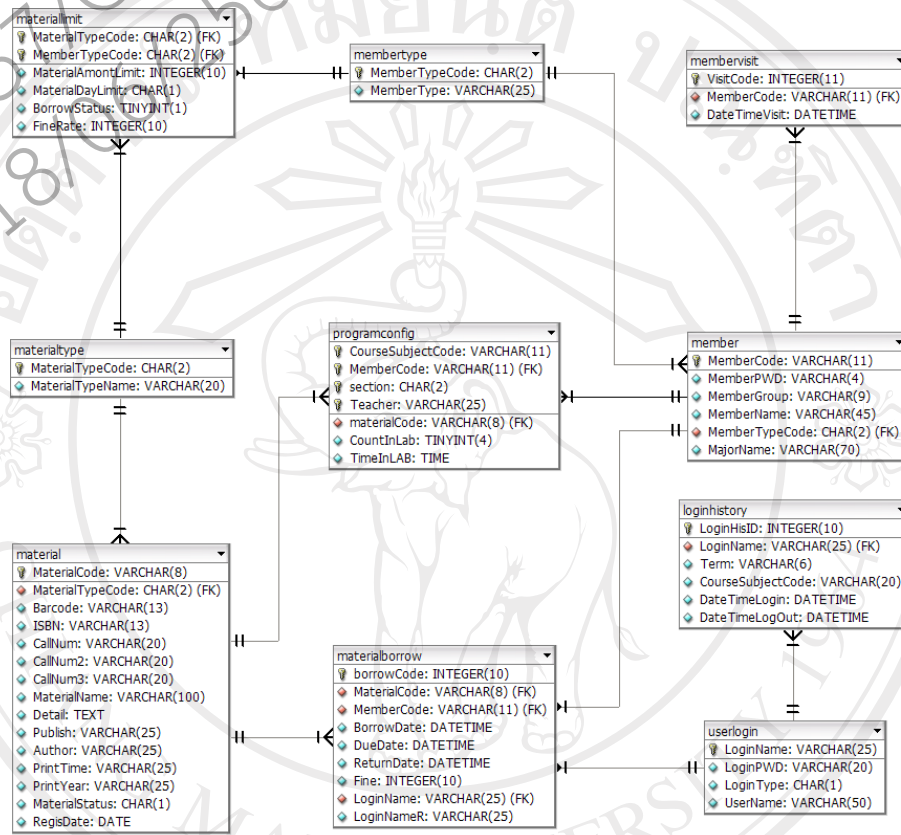 materiallimit
MaterialTypeCode: CHAR(2) (FK)
MemberTypeCode: CHAR(2) (FK)
MaterialAmontLimit: INTEGER(10)
MaterialDayLimit: CHAR(1)
BorrowStatus: TINYINT(1)
FineRate: INTEGER(10)
membertype
MemberTypeCode: CHAR(2)
MemberType: VARCHAR(25)
membervisit
VisitCode: INTEGER(11)
MemberCode: VARCHAR(11) (FK)
DateTimeVisit: DATETIME
materialtype
MaterialTypeCode: CHAR(2)
MaterialTypeName: VARCHAR(20)
programconfig
CourseSubjectCode: VARCHAR(11)
MemberCode: VARCHAR(11) (FK)
section: CHAR(2)
Teacher: VARCHAR(25)
materialCode: VARCHAR(8) (FK)
CountInLab: TINYINT(4)
TimeInLAB: TIME
member
MemberCode: VARCHAR(11)
MemberPWD: VARCHAR(4)
MemberGroup: VARCHAR(9)
MemberName: VARCHAR(45)
MemberTypeCode: CHAR(2) (FK)
MajorName: VARCHAR(70)
loginhistory
LoginHisID: INTEGER(10)
LoginName: VARCHAR(25) (FK)
Term: VARCHAR(6)
CourseSubjectCode: VARCHAR(20)
DateTimeLogin: DATETIME
DateTimeLogOut: DATETIME
material
MaterialCode: VARCHAR(8)
MaterialTypeCode: CHAR(2) (FK)
Barcode: VARCHAR(13)
ISBN: VARCHAR(13)
CallNum: VARCHAR(20)
CallNum2: VARCHAR(20)
CallNum3: VARCHAR(20)
MaterialName: VARCHAR(100)
Detail: TEXT
Publish: VARCHAR(25)
Author: VARCHAR(25)
PrintTime: VARCHAR(25)
PrintYear: VARCHAR(25)
MaterialStatus: CHAR(1)
RegisDate: DATE
materialborrow
borrowCode: INTEGER(10)
MaterialCode: VARCHAR(8) (FK)
MemberCode: VARCHAR(11) (FK)
BorrowDate: DATETIME
DueDate: DATETIME
ReturnDate: DATETIME
Fine: INTEGER(10)
LoginName: VARCHAR(25) (FK)
LoginNameR: VARCHAR(25)
userlogin
LoginName: VARCHAR(25)
LoginPWD: VARCHAR(20)
LoginType: CHAR(1)
UserName: VARCHAR(50)